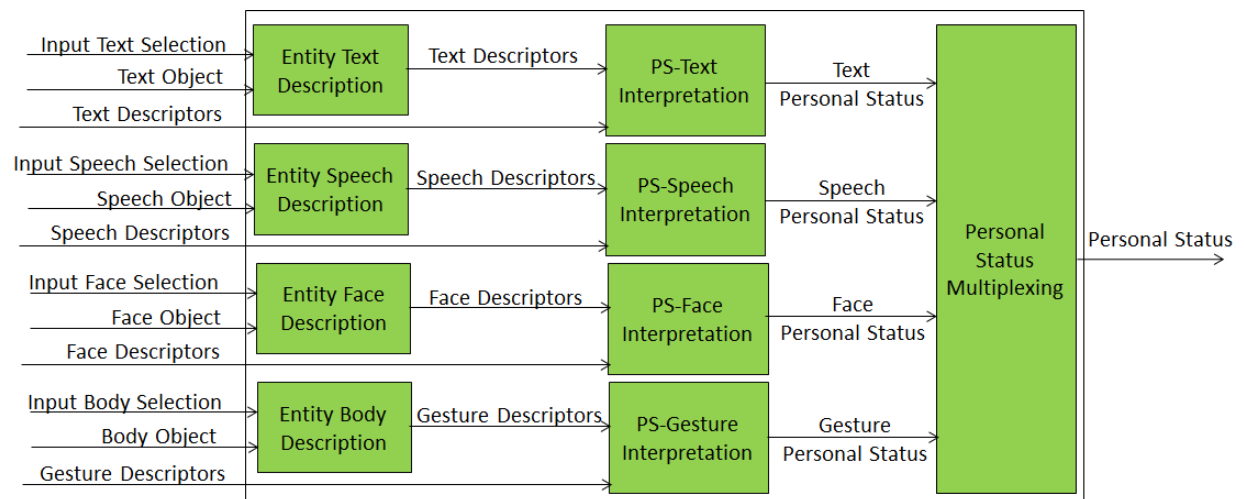 Input Text Selection
Text Object
Text Descriptors
Entity Text
Description
Text Descriptors
PS-Text
Interpretation
Text
Personal Status
Input Speech Selection
Speech Object
Speech Descriptors
Entity Speech
Description
Speech Descriptors
PS-Speech
Interpretation
Speech
Personal Status
Input Face Selection
Face Object
Face Descriptors
Entity Face
Description
Face Descriptors
PS-Face
Interpretation
Face
Personal Status
Input Body Selection
Body Object
Gesture Descriptors
Entity Body
Description
Gesture Descriptors
PS-Gesture
Interpretation
Gesture
Personal Status
Personal
Status
Multiplexing
Personal Status